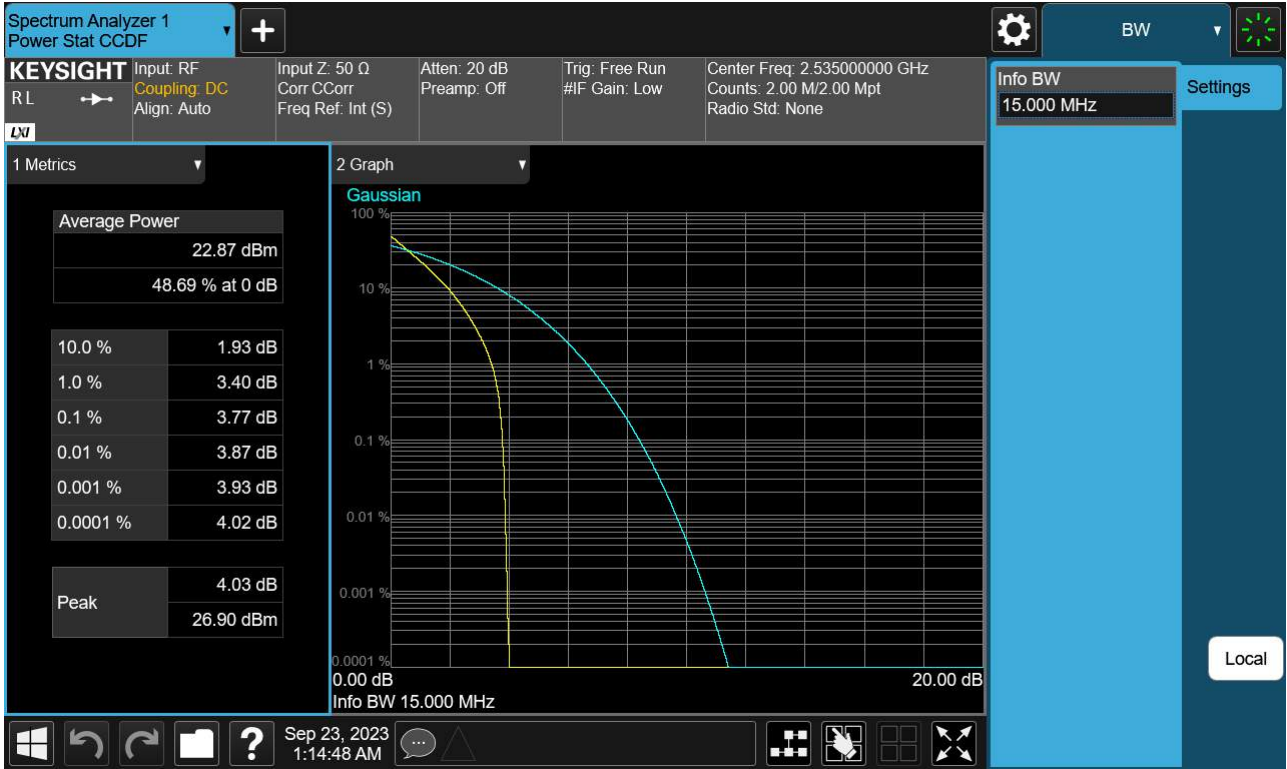 Spectrum Analyzer 1
Power Stat CCDF
+
BW
KEYSIGHT
R L
LXI
Input: RF
Coupling: DC
Align: Auto
Input Z: 50 Ω
Corr CCorr
Freq Ref: Int (S)
Atten: 20 dB
Preamp: Off
Trig: Free Run
#IF Gain: Low
Center Freq: 2.535000000 GHz
Counts: 2.00 M/2.00 Mpt
Radio Std: None
Info BW
15.000 MHz
Settings
1 Metrics
Average Power
22.87 dBm
48.69 % at 0 dB
10.0 % 1.93 dB
1.0 % 3.40 dB
0.1 % 3.77 dB
0.01 % 3.87 dB
0.001 % 3.93 dB
0.0001 % 4.02 dB
Peak
4.03 dB
26.90 dBm
2 Graph
Gaussian
100 %
10 %
1 %
0.1 %
0.01 %
0.001 %
0.0001 %
0.00 dB 20.00 dB
Info BW 15.000 MHz
Local
?
Sep 23, 2023
1:14:48 AM